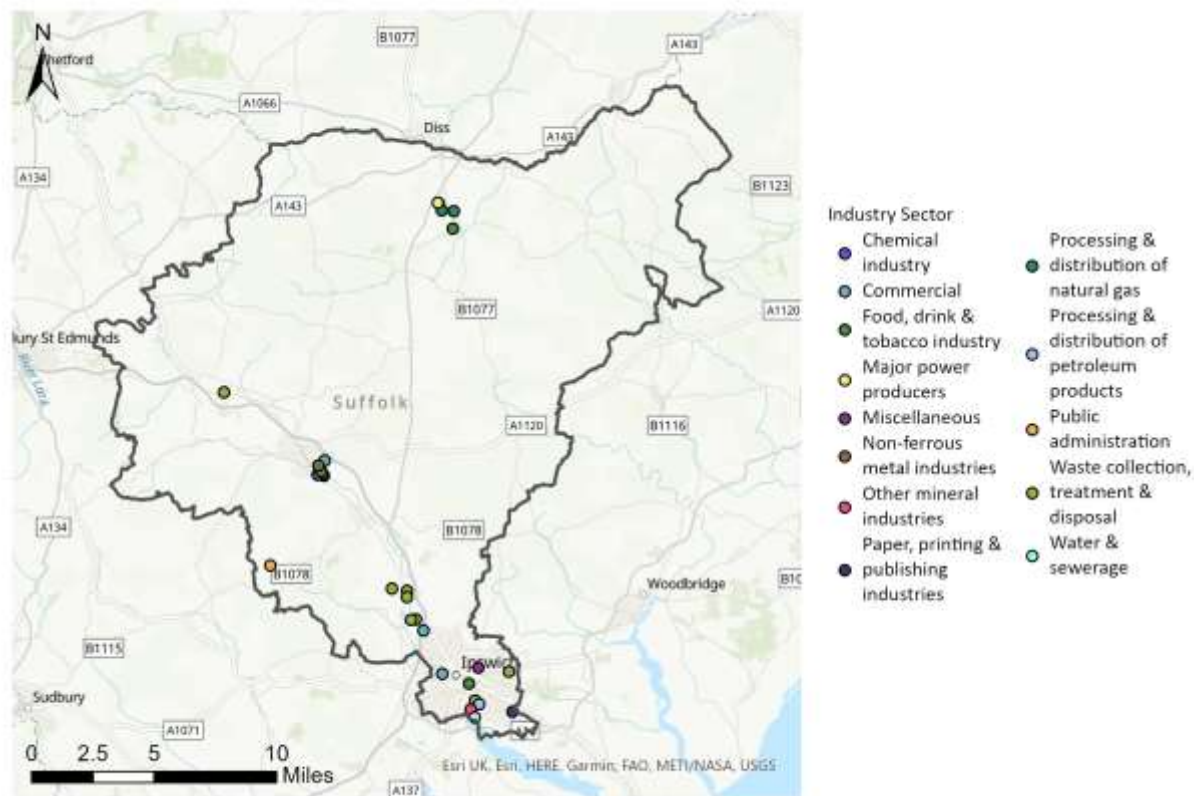 N
hetford
B1077
A143
A1066
Diss
A143
A134
B1123
A143
B1077
A1120
ury St Edmunds
River Lark
Suffolk
A1120
B1116
A134
B1078
B1078
Woodbridge
B1115
Ipswich
Sudbury
A1071
0 2.5 5 10
Miles
Esri UK, Esri, HERE, Garmin, FAO, METI/NASA, USGS
A137
Industry Sector
Chemical
industry
Commercial
Food, drink &
tobacco industry
Major power
producers
Miscellaneous
Non-ferrous
metal industries
Other mineral
industries
Paper, printing &
publishing
industries
Processing &
distribution of
natural gas
Processing &
distribution of
petroleum
products
Public
administration
Waste collection,
treatment &
disposal
Water &
sewerage